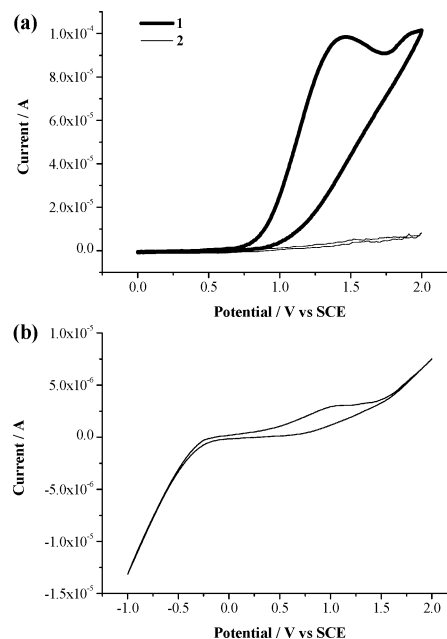 (a)
1
2
1.0x10⁻⁴
8.0x10⁻⁵
6.0x10⁻⁵
4.0x10⁻⁵
2.0x10⁻⁵
0.0
Current / A
0.0 0.5 1.0 1.5 2.0
Potential / V vs SCE
(b)
1.0x10⁻⁵
5.0x10⁻⁶
0.0
-5.0x10⁻⁶
-1.0x10⁻⁵
-1.5x10⁻⁵
Current / A
-1.0 -0.5 0.0 0.5 1.0 1.5 2.0
Potential / V vs SCE